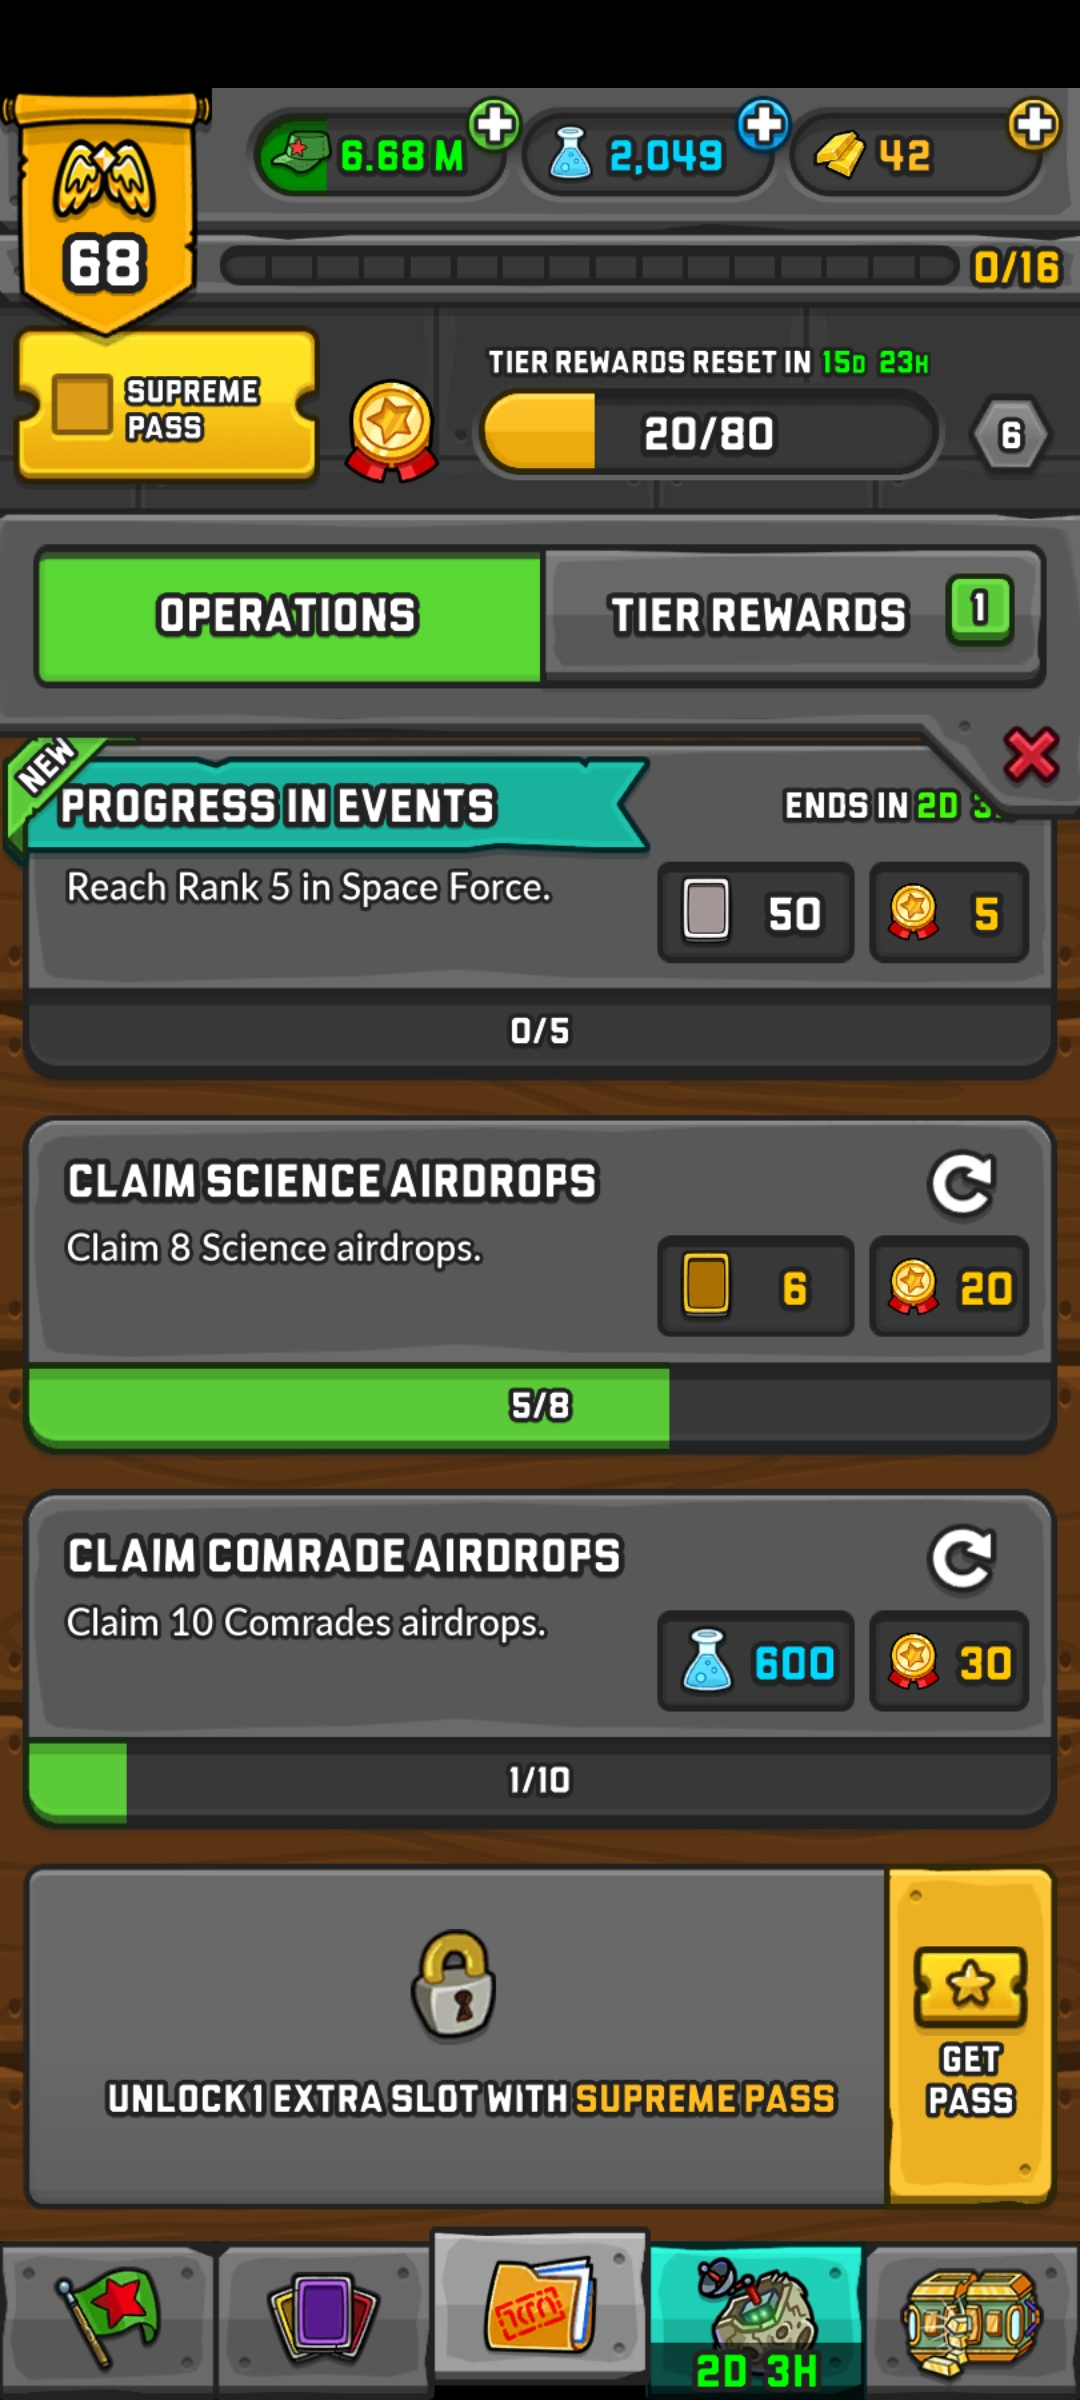 6.68 M
2,049
42
68
0/16
SUPREME
PASS
TIER REWARDS RESET IN 15D 23H
20/80
6
OPERATIONS
TIER REWARDS
1
NEW
PROGRESS IN EVENTS
ENDS IN 2D
Reach Rank 5 in Space Force.
50
5
0/5
CLAIM SCIENCE AIRDROPS
Claim 8 Science airdrops.
6
20
5/8
CLAIM COMRADE AIRDROPS
Claim 10 Comrades airdrops.
600
30
1/10
UNLOCK 1 EXTRA SLOT WITH SUPREME PASS
GET
PASS
2D 3H